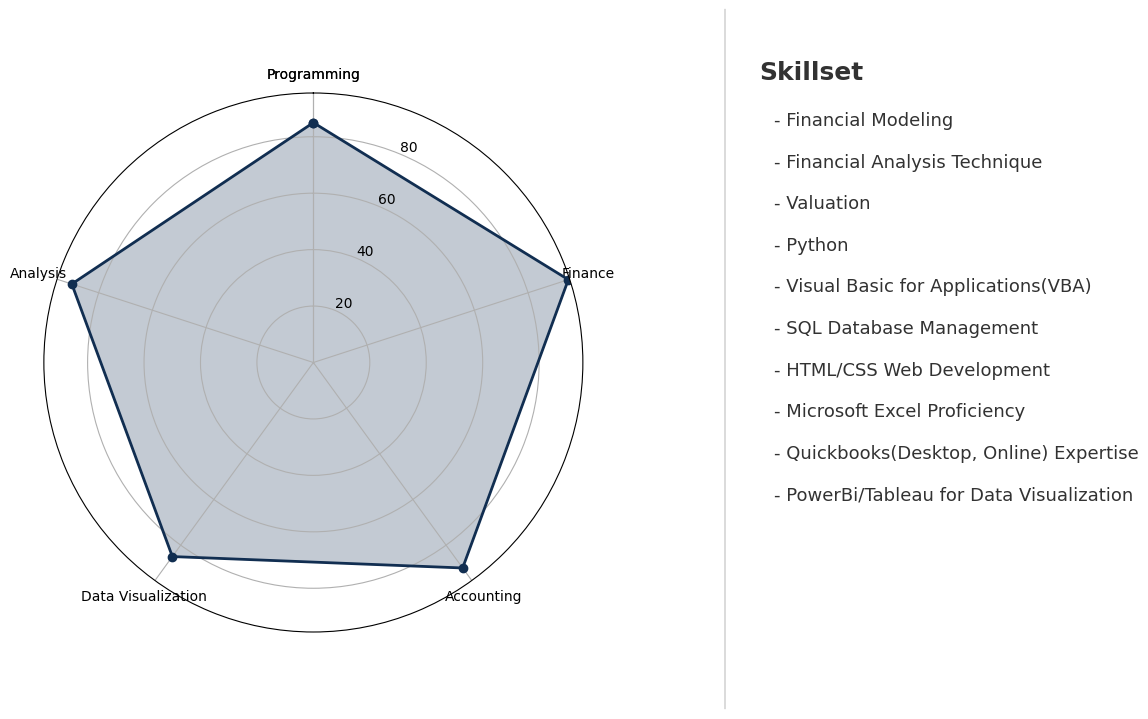 Programming
80
60
40
20
Analysis
Finance
Data Visualization
Accounting
Skillset
- Financial Modeling
- Financial Analysis Technique
- Valuation
- Python
- Visual Basic for Applications(VBA)
- SQL Database Management
- HTML/CSS Web Development
- Microsoft Excel Proficiency
- Quickbooks(Desktop, Online) Expertise
- PowerBi/Tableau for Data Visualization